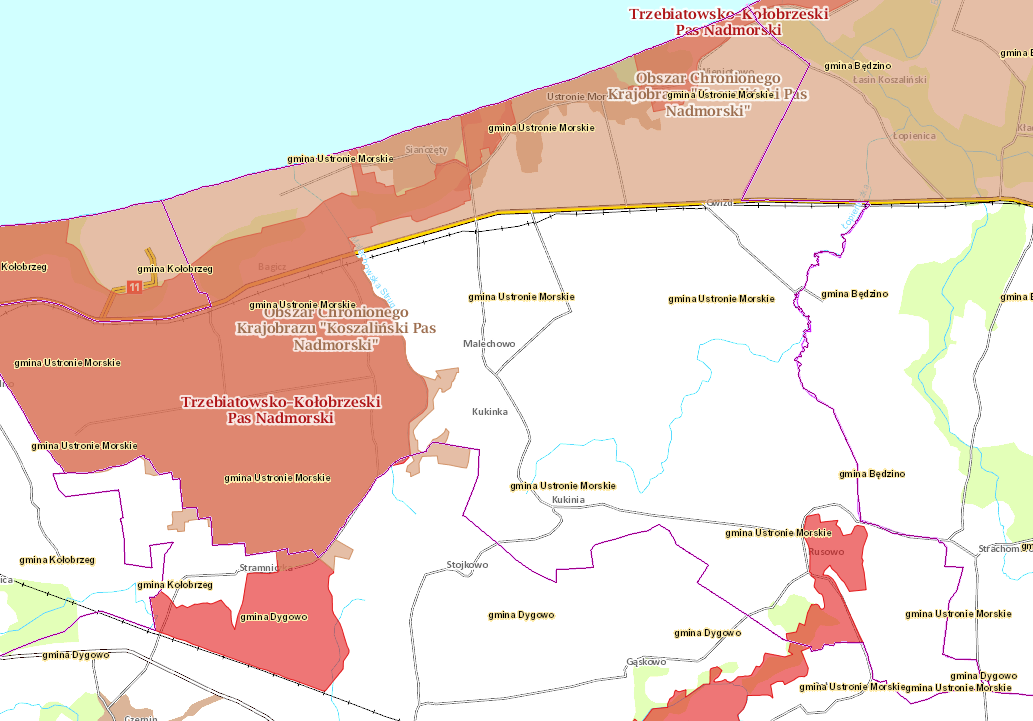 Trzebiatowsko-Kołobrzeski
Pas Nadmorski
gmina Będzino
Łasin Koszaliński
Obszar Chronionego
Krajobrazu "Koszaliński Pas
Nadmorski"
gmina Ustronie Morskie
Ustronie Mor
gmina Ustronie Morskie
Łopienica
Sianożęty
gmina Ustronie Morskie
Gwizd
Kołobrzeg
gmina Kołobrzeg
Bagicz
11
gmina Ustronie Morskie
gmina Ustronie Morskie
gmina Ustronie Morskie
gmina Będzino
Obszar Chronionego
Krajobrazu "Koszaliński Pas
Nadmorski"
Malechowo
gmina Ustronie Morskie
Trzebiatowsko-Kołobrzeski
Pas Nadmorski
Kukinka
gmina Ustronie Morskie
gmina Ustronie Morskie
gmina Będzino
gmina Ustronie Morskie
Kukinia
gmina Ustronie Morskie
Rusowo
Strachom
gmina Kołobrzeg
Stramnica
Stojkowo
gmina Kołobrzeg
gmina Dygowo
gmina Dygowo
gmina Ustronie Morskie
gmina Dygowo
gmina Dygowo
Gąskowo
gmina Dygowo
gmina Ustronie Morskie
gmina Ustronie Morskie
Czernin